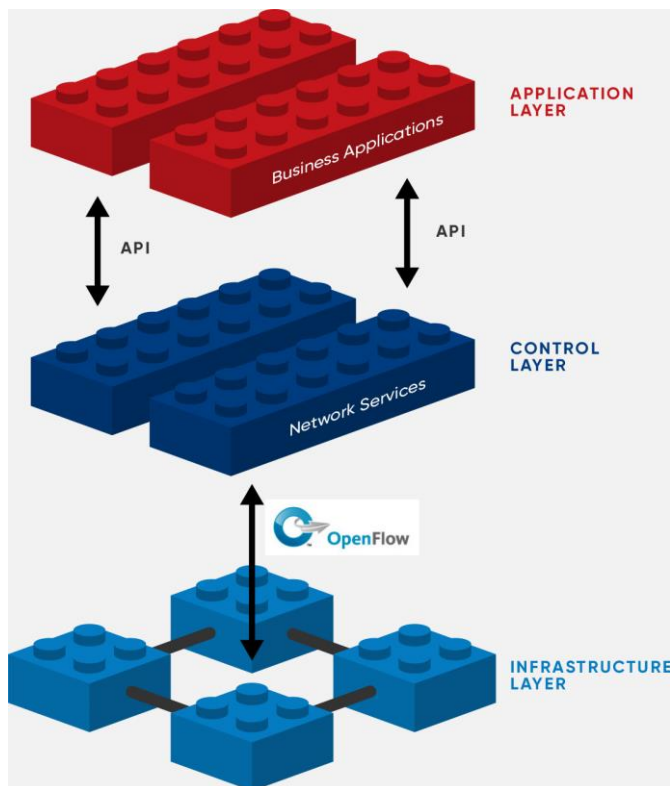 APPLICATION
LAYER
Business Applications
API
API
CONTROL
LAYER
Network Services
OpenFlow
INFRASTRUCTURE
LAYER